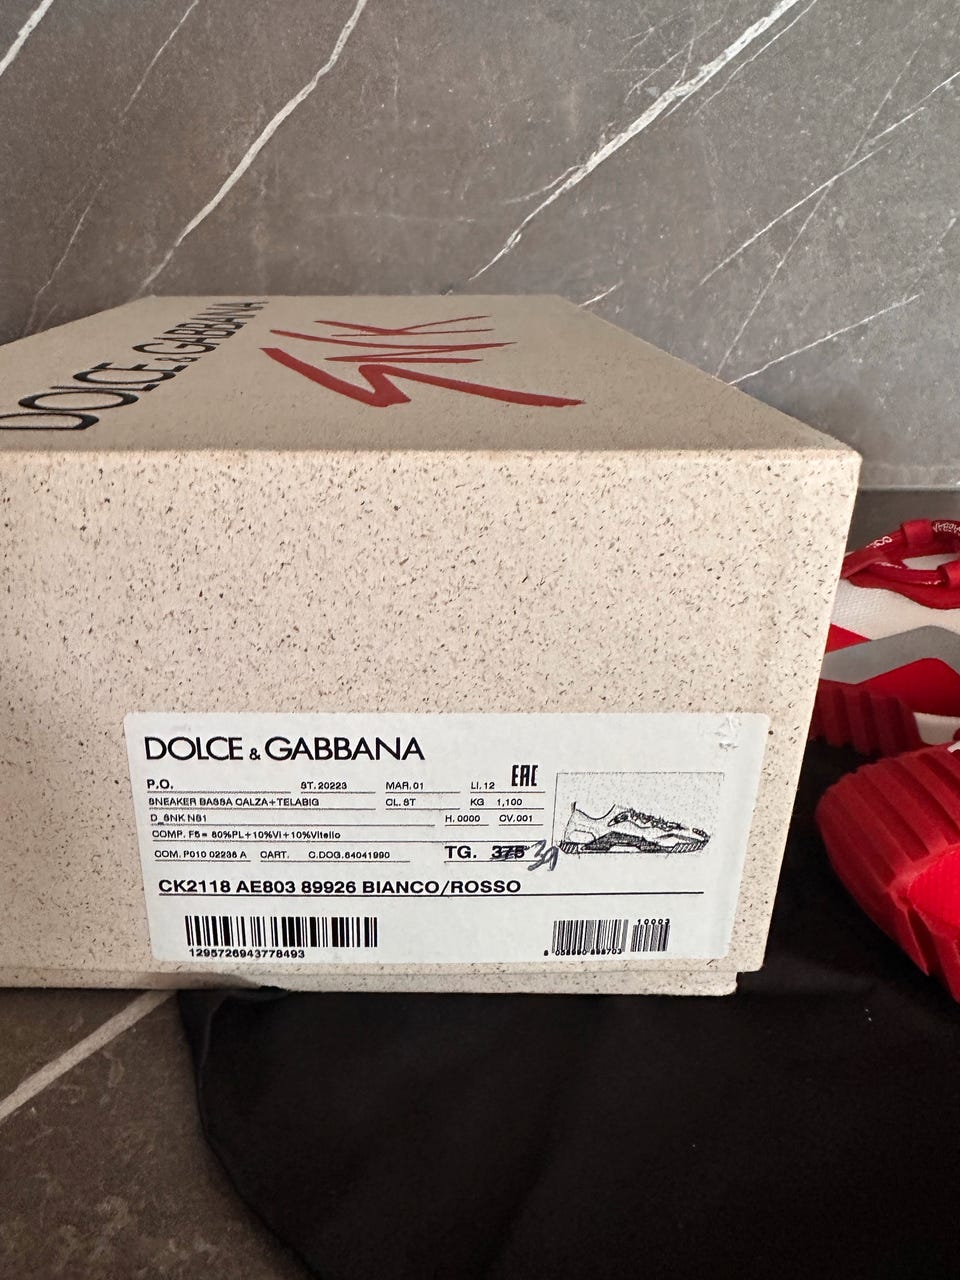 DOLCE & GABBANA
DOLCE & GABBANA
P.O. ST. 20223 MAR. 01 LI. 12 EAC
SNEAKER BASSA CALZA+TELABIG CL. ST KG 1,100
D_SNK NS1 H. 0000 CV. 001
COMP. FS= 80%PL+10%VI+10%Vitello
COM. P010 02236 A CART. C.DOG.64041990 TG. 375 39
CK2118 AE803 89926 BIANCO/ROSSO
10003
1295726943778493